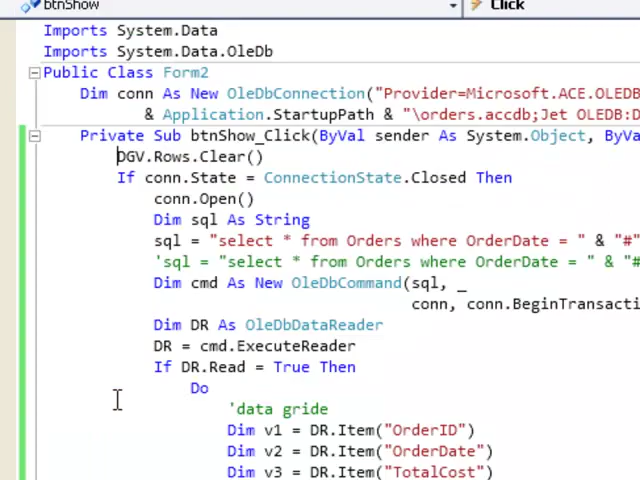 btnShow
Click
Imports System.Data
Imports System.Data.OleDb
Public Class Form2
Dim conn As New OleDbConnection("Provider=Microsoft.ACE.OLEDB
& Application.StartupPath & "\orders.accdb;Jet OLEDB:D
Private Sub btnShow_Click(ByVal sender As System.Object, ByVa
DGV.Rows.Clear()
If conn.State = ConnectionState.Closed Then
conn.Open()
Dim sql As String
sql = "select * from Orders where OrderDate = " & "#"
'sql = "select * from Orders where OrderDate = " & "#
Dim cmd As New OleDbCommand(sql, _
conn, conn.BeginTransacti
Dim DR As OleDbDataReader
DR = cmd.ExecuteReader
If DR.Read = True Then
Do
'data gride
Dim v1 = DR.Item("OrderID")
Dim v2 = DR.Item("OrderDate")
Dim v3 = DR.Item("TotalCost")